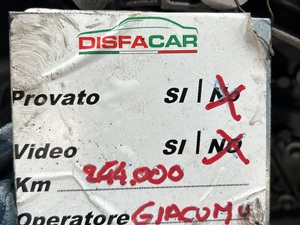 DISFACAR
Provato SI | NO
Video SI | NO
Km 244.000
Operatore GIACOMO